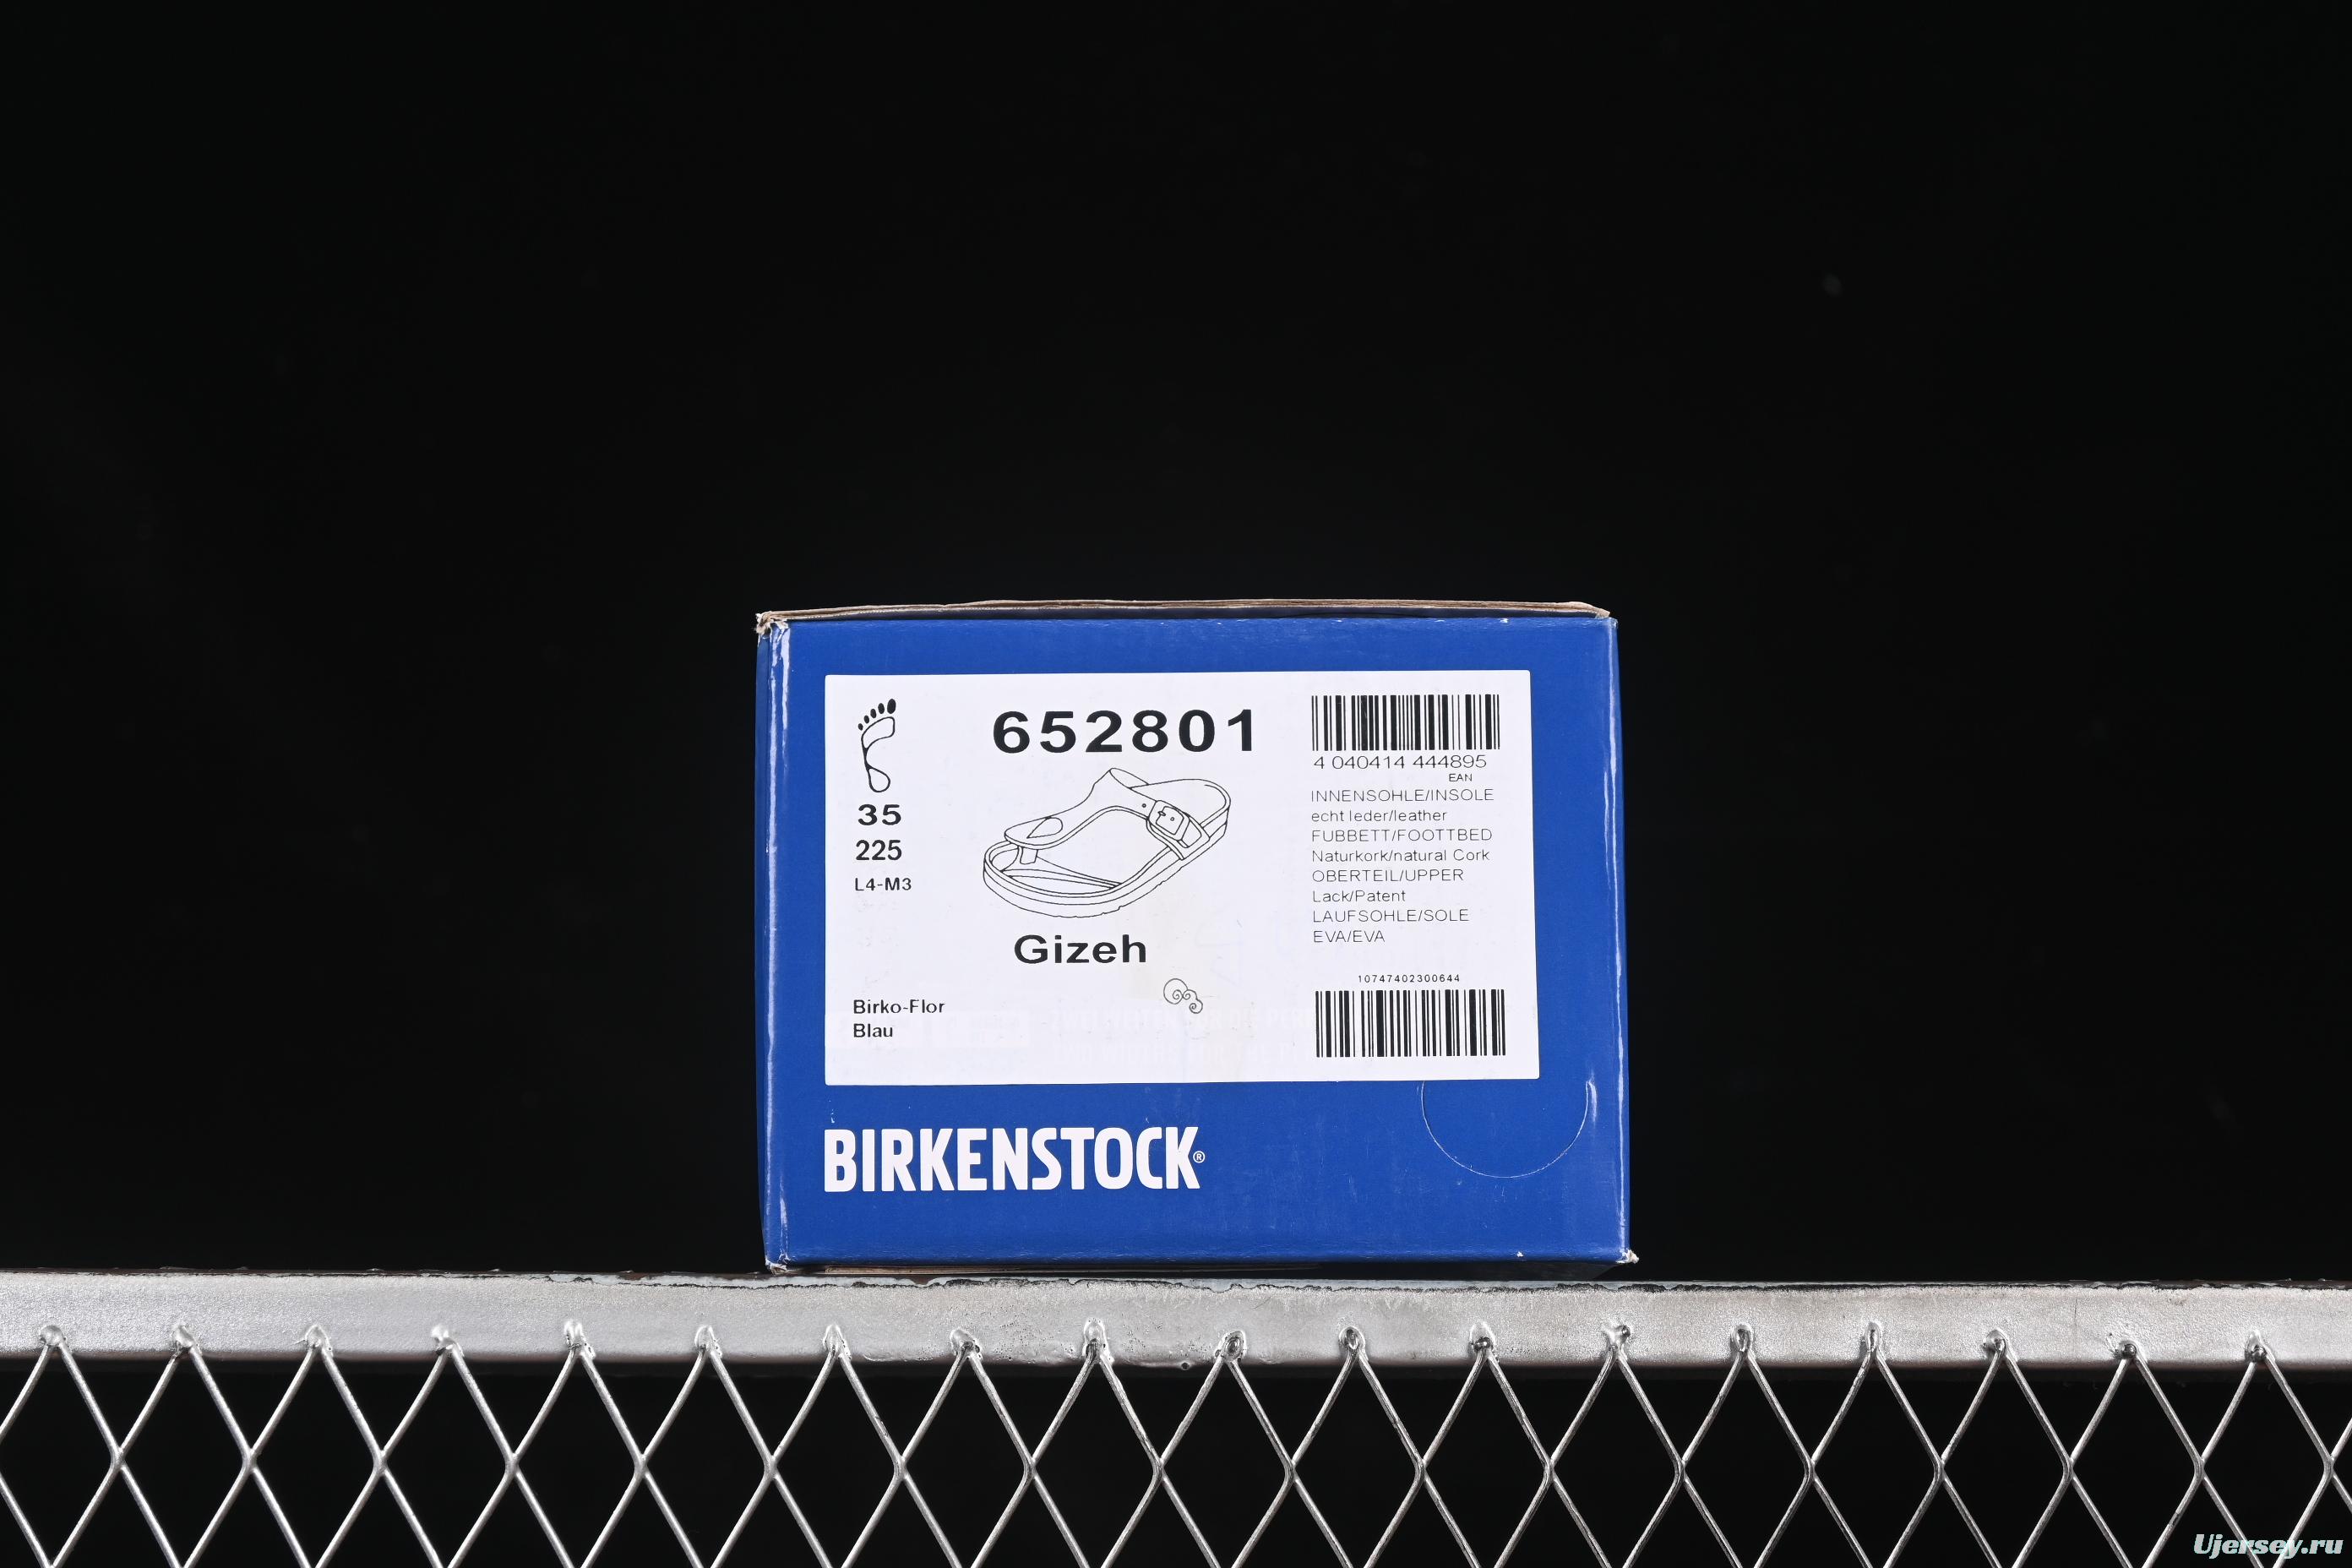 652801
35
225
L4-M3
Gizeh
Birko-Flor
Blau
4 040414 444895
EAN
INNENSOHLE/INSOLE
echt leder/leather
FUBBETT/FOOTTBED
Naturkork/natural Cork
OBERTEIL/UPPER
Lack/Patent
LAUFSOHLE/SOLE
EVA/EVA
10747402300644
BIRKENSTOCK®
Ujersey.ru